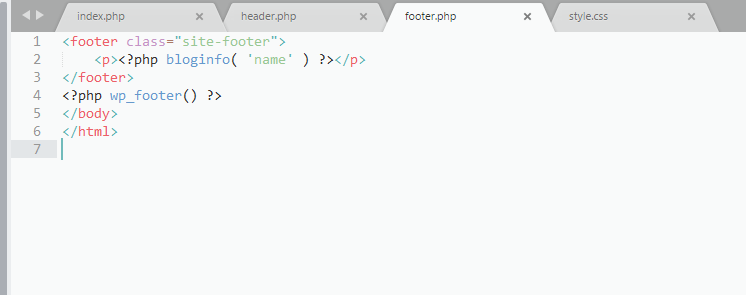 index.php × header.php × footer.php × style.css ×
1 <footer class="site-footer">
2     <p><?php bloginfo( 'name' ) ?></p>
3 </footer>
4 <?php wp_footer() ?>
5 </body>
6 </html>
7